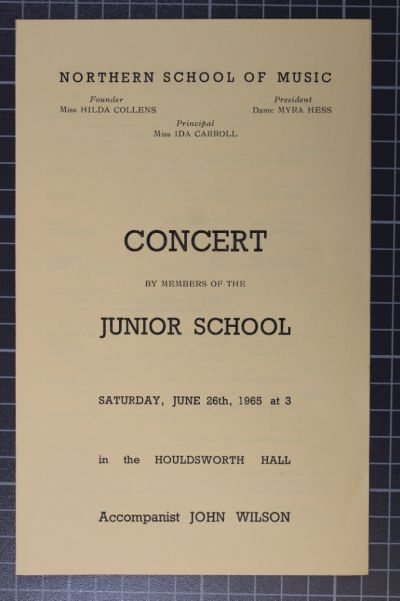 NORTHERN SCHOOL OF MUSIC
Founder
Miss HILDA COLLENS
President
Dame MYRA HESS
Principal
Miss IDA CARROLL
CONCERT
BY MEMBERS OF THE
JUNIOR SCHOOL
SATURDAY, JUNE 26th, 1965 at 3
in the HOULDSWORTH HALL
Accompanist JOHN WILSON